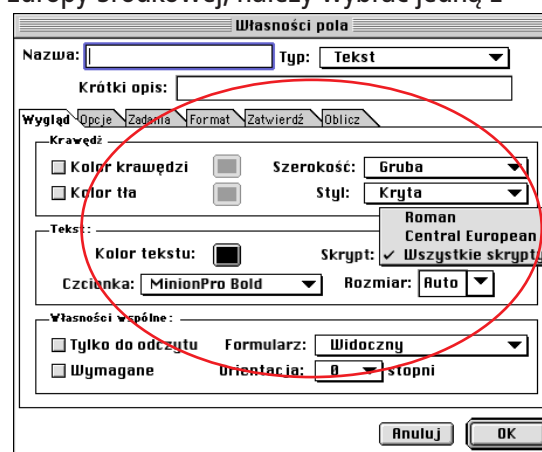 Europy Środkowej, należy wybrać jedną z
Własności pola
Nazwa: Typ: Tekst
Krótki opis:
Wygląd Opcje Zadania Format Zatwierdź Oblicz
Krawędź
Kolor krawędzi Szerokość: Gruba
Kolor tła Styl: Kryta
Roman
Central European
Tekst:
Kolor tekstu: Skrypt: ✓ Wszystkie skrypty
Czcionka: MinionPro Bold Rozmiar: Auto
Własności wspólne:
Tylko do odczytu Formularz: Widoczny
Wymagane Orientacja: 0 stopni
Anuluj OK